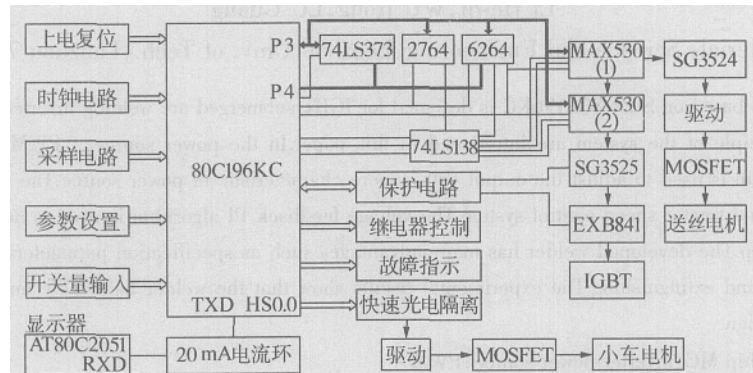 上电复位
时钟电路
采样电路
参数设置
开关量输入
显示器
AT80C2051
RXD
P3
P4
80C196KC
TXD HS0.0
20 mA电流环
74LS373
2764
6264
74LS138
保护电路
继电器控制
故障指示
快速光电隔离
驱动
MOSFET
小车电机
MAX530
(1)
MAX530
(2)
SG3525
EXB841
IGBT
SG3524
驱动
MOSFET
送丝电机